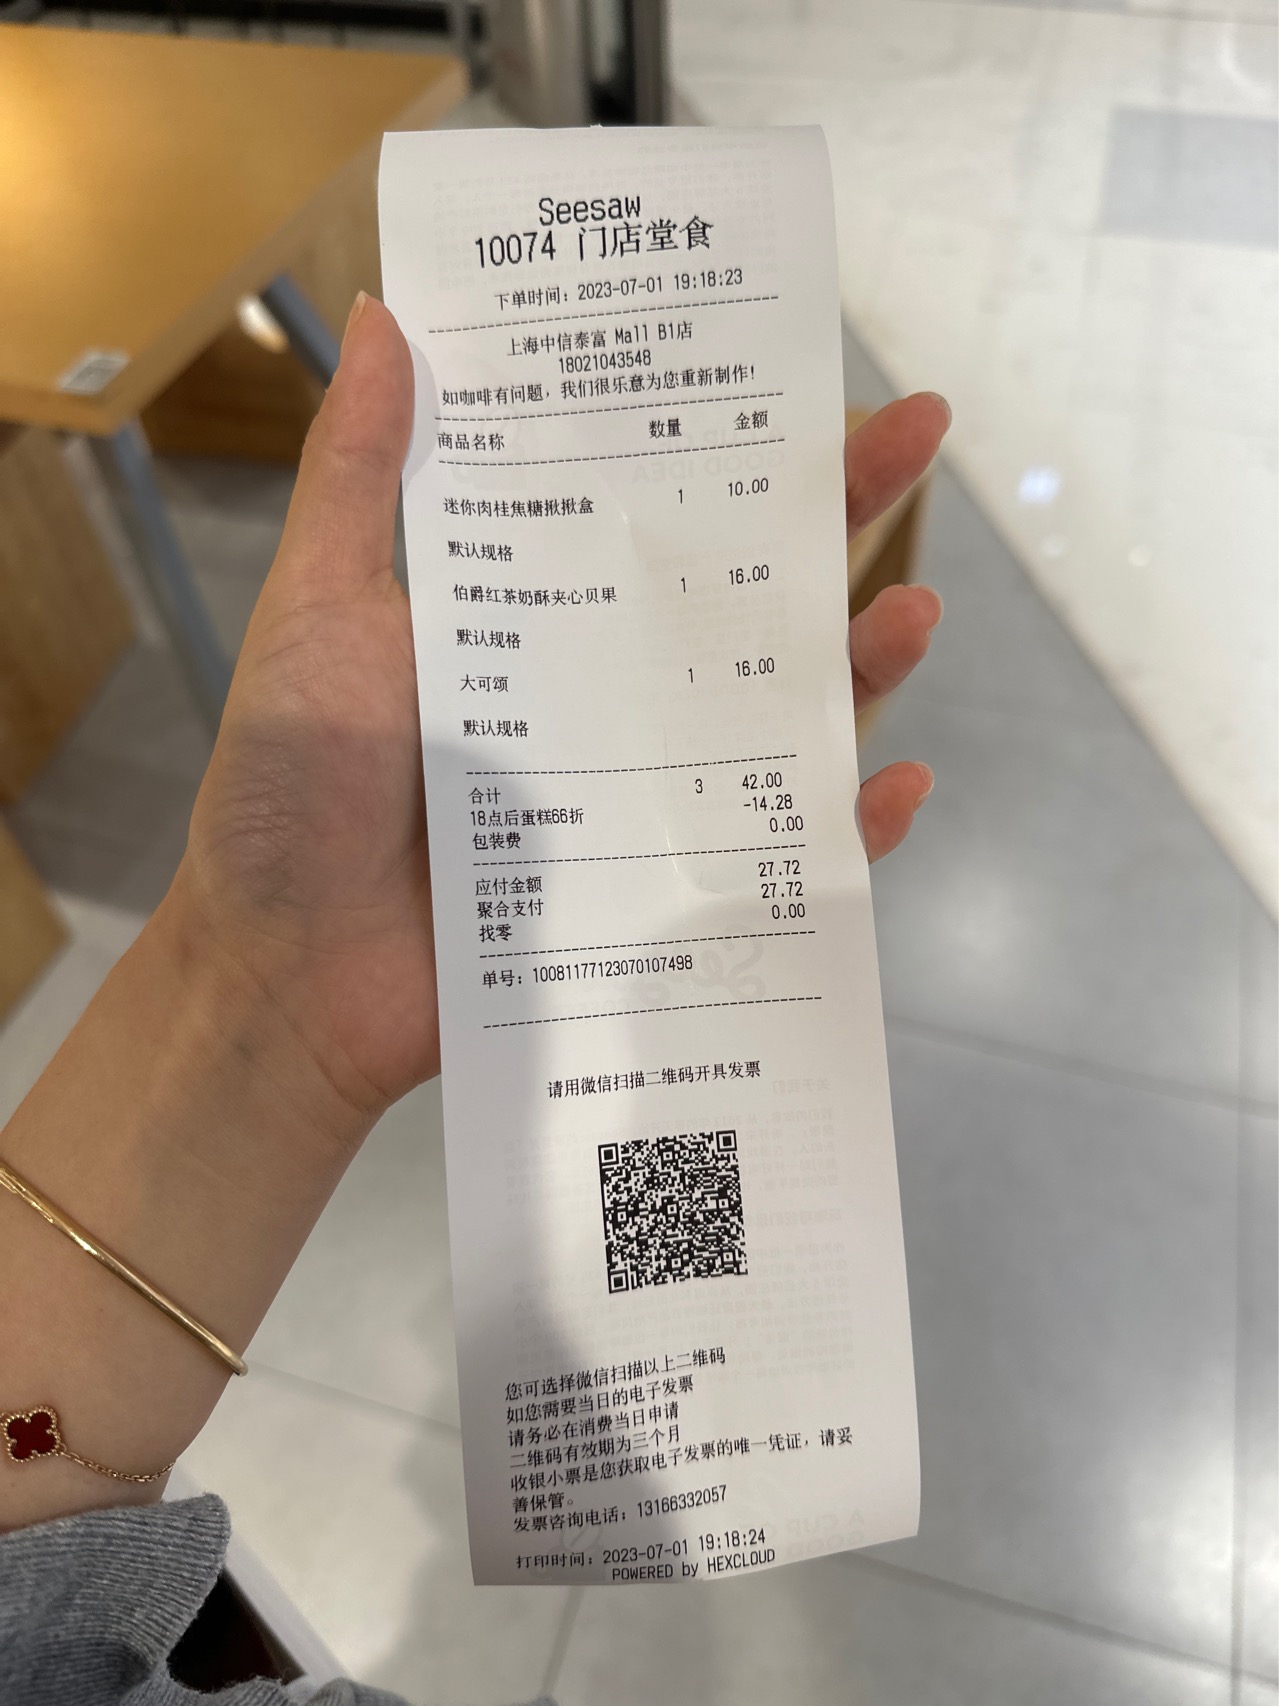 Seesaw
10074 门店堂食
下单时间：2023-07-01 19:18:23
上海中信泰富 Mall B1店
18021043548
如咖啡有问题，我们很乐意为您重新制作！
商品名称 数量 金额
迷你肉桂焦糖揪揪盒 1 10.00
默认规格
伯爵红茶奶酥夹心贝果 1 16.00
默认规格
大可颂 1 16.00
默认规格
合计 3 42.00
18点后蛋糕66折 -14.28
包装费 0.00
应付金额 27.72
聚合支付 27.72
找零 0.00
单号：10081177123070107498
请用微信扫描二维码开具发票
您可选择微信扫描以上二维码
如您需要当日的电子发票
请务必在消费当日申请
二维码有效期为三个月
收银小票是您获取电子发票的唯一凭证，请妥
善保管。
发票咨询电话：13166332057
打印时间：2023-07-01 19:18:24
POWERED by HEXCLOUD